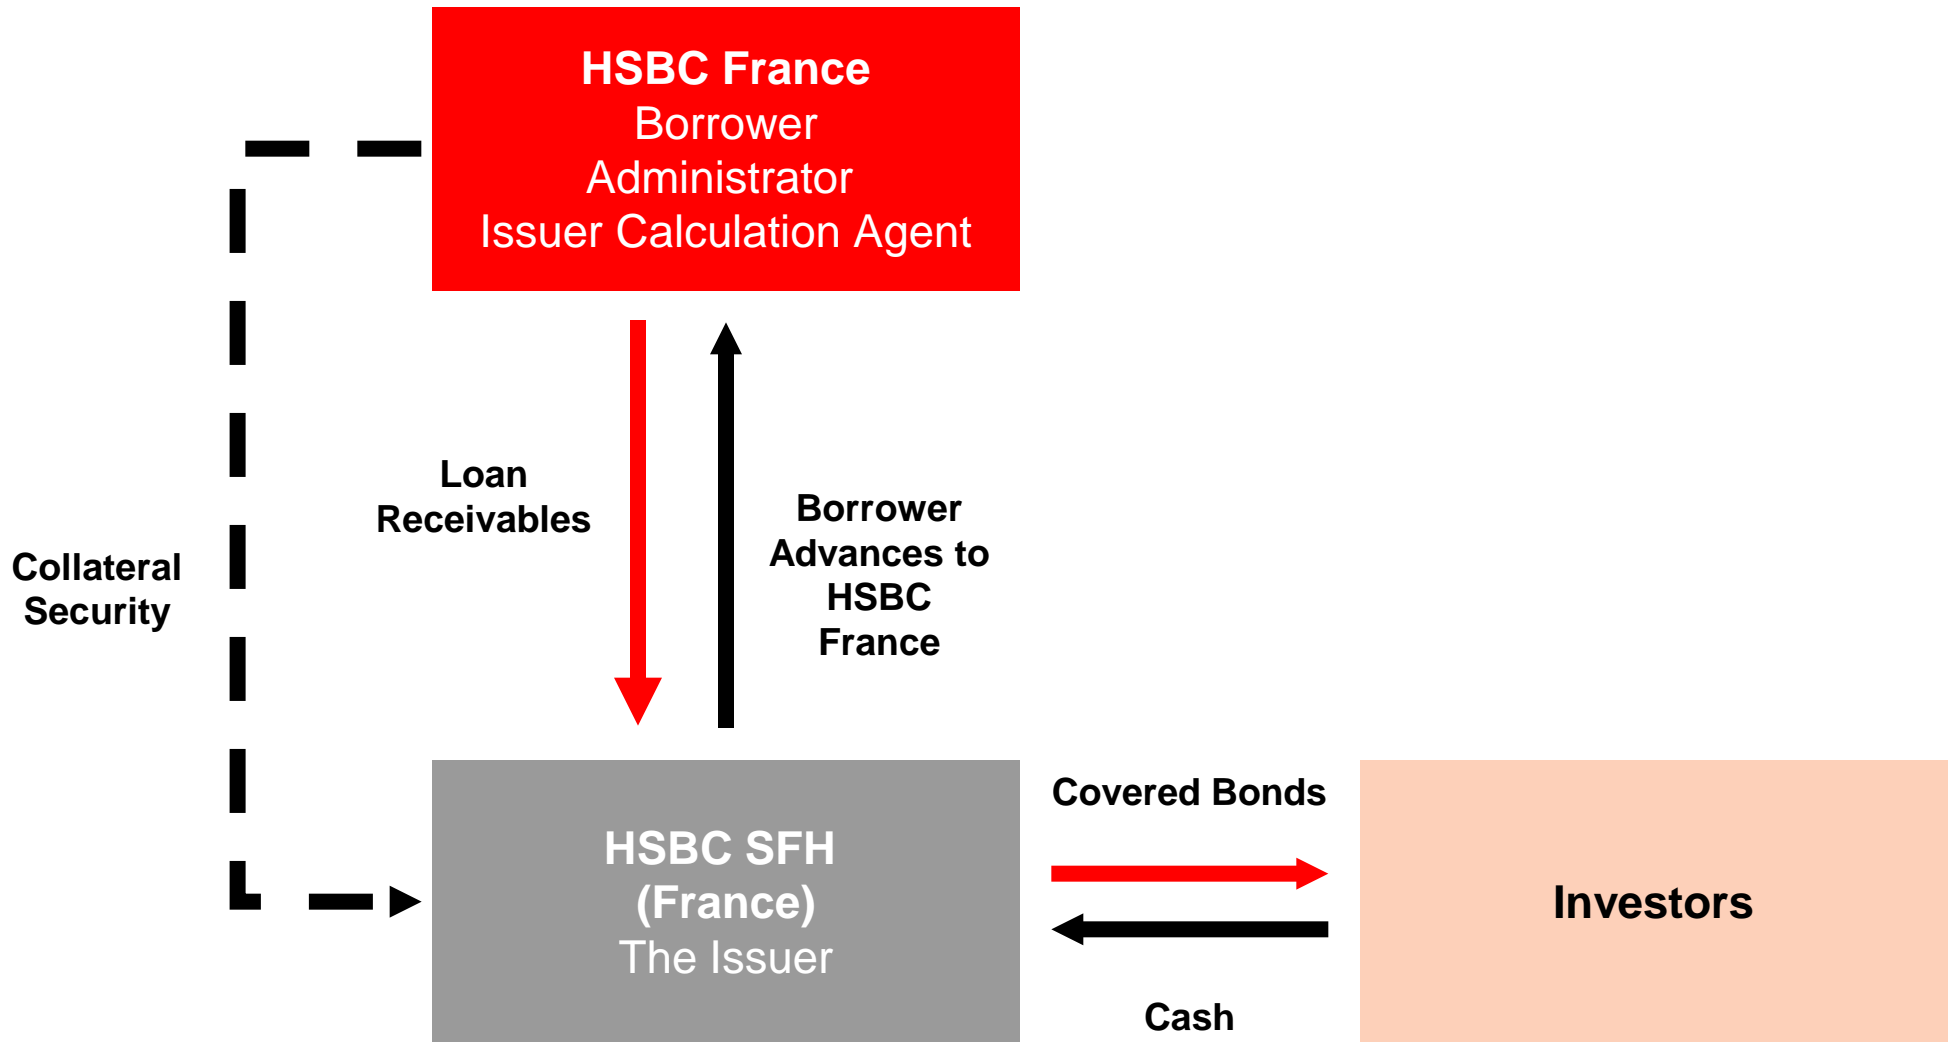 HSBC France
Borrower
Administrator
Issuer Calculation Agent
Loan
Receivables
Borrower
Advances to
HSBC
France
Collateral
Security
HSBC SFH
(France)
The Issuer
Covered Bonds
Cash
Investors